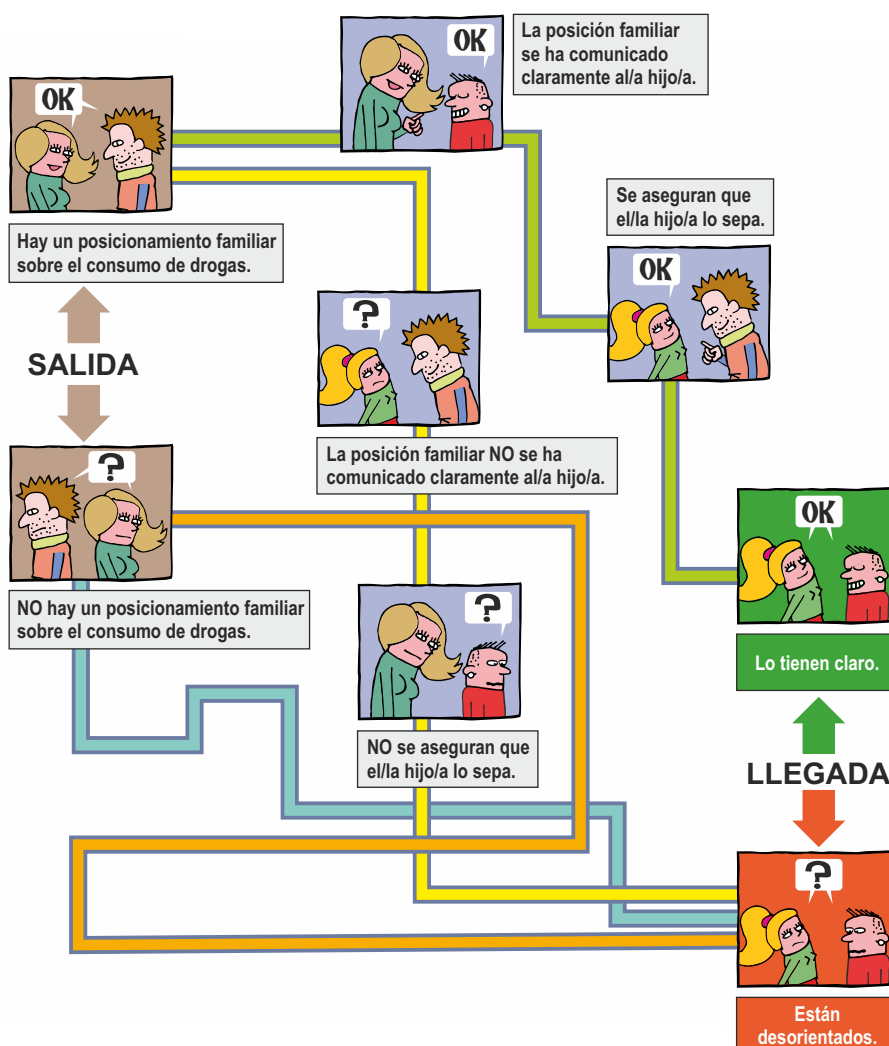 OK
La posición familiar
se ha comunicado
claramente al/a hijo/a.
OK
Hay un posicionamiento familiar
sobre el consumo de drogas.
Se aseguran que
el/la hijo/a lo sepa.
OK
?
SALIDA
La posición familiar NO se ha
comunicado claramente al/a hijo/a.
?
OK
NO hay un posicionamiento familiar
sobre el consumo de drogas.
?
Lo tienen claro.
NO se aseguran que
el/la hijo/a lo sepa.
LLEGADA
?
Están
desorientados.